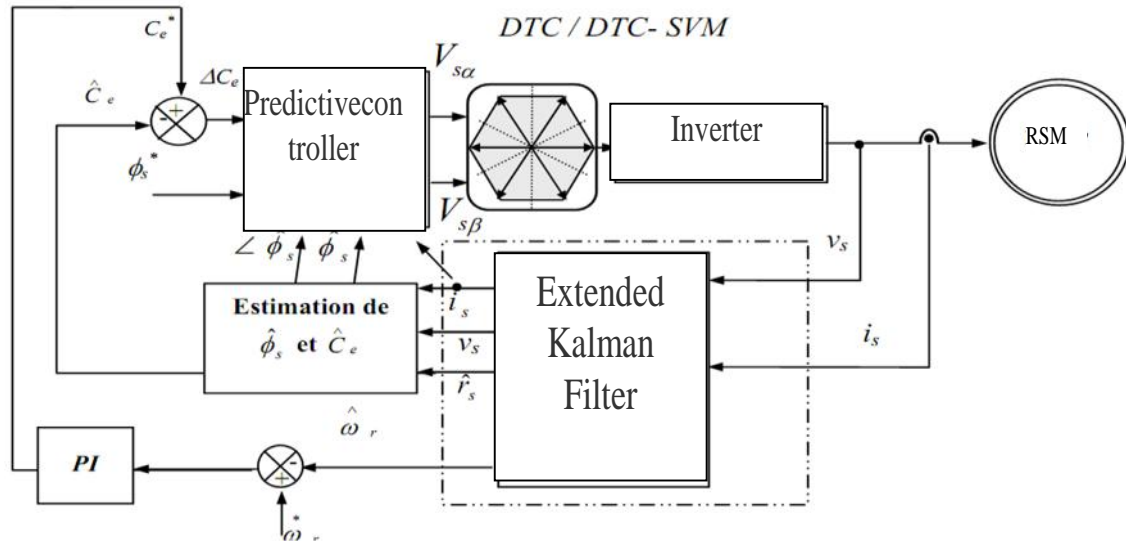 DTC / DTC- SVM
C_e^*
ΔC_e
Ĉ_e
ϕ_s^*
Predictivecon
troller
V_sα
V_sβ
Inverter
RSM
∠ ϕ̂_s ϕ̂_s
v_s
i_s
Estimation de
ϕ̂_s et Ĉ_e
i_s
v_s
r̂_s
Extended
Kalman
Filter
ω̂_r
PI
ω_r^*